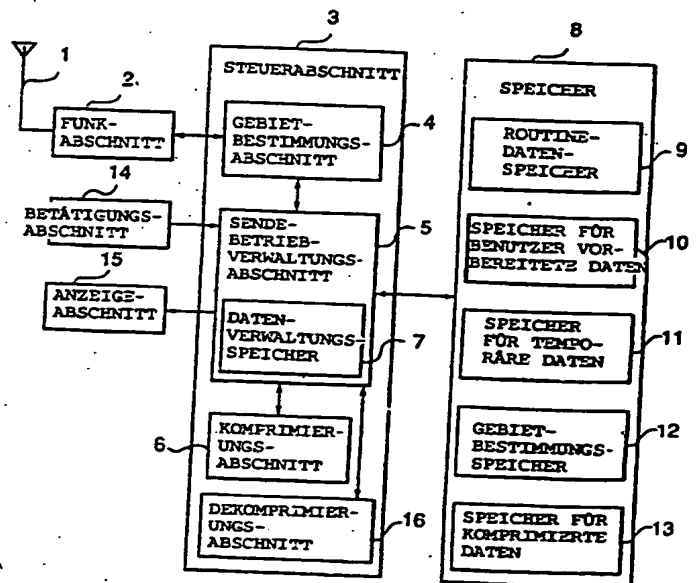 3
8
1
STEUERABSCHNITT
SPEICHER
2
FUNK-
ABSCHNITT
GEBIET-
BESTIMMUNGS-
ABSCHNITT
4
ROUTINE-
DATEN-
SPEICHER
9
14
BETÄTIGUNGS-
ABSCHNITT
SENDE-
BETRIEB-
VERWALTUNGS-
ABSCHNITT
5
SPEICHER FÜR
BENUTZER VOR-
BEREITETE DATEN
10
15
ANZEIGE-
ABSCHNITT
DATEN-
VERWALTUNGS-
SPEICHER
7
SPEICHER
FÜR TEMPO-
RÄRE DATEN
11
6
KOMPRIMIER-
UNGS-
ABSCHNITT
GEBIET-
BESTIMMUNGS-
SPEICHER
12
DEKOMPRIMIER-
UNGS-
ABSCHNITT
16
SPEICHER FÜR
KOMPRIMIERTE
DATEN
13